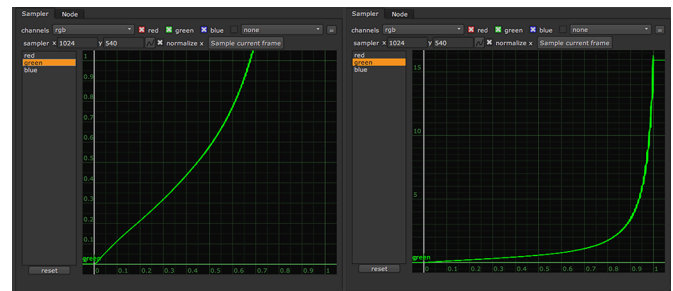 Sampler Node
channels rgb red green blue none =
sampler x 1024 y 540 normalize x Sample current frame
red
green
blue
1
0.9
0.8
0.7
0.6
0.5
0.4
0.3
0.2
0.1
green
0 0.1 0.2 0.3 0.4 0.5 0.6 0.7 0.8 0.9 1
reset
Sampler Node
channels rgb red green blue none =
sampler x 1024 y 540 normalize x Sample current frame
red
green
blue
15
10
5
green
0 0.1 0.2 0.3 0.4 0.5 0.6 0.7 0.8 0.9 1
reset